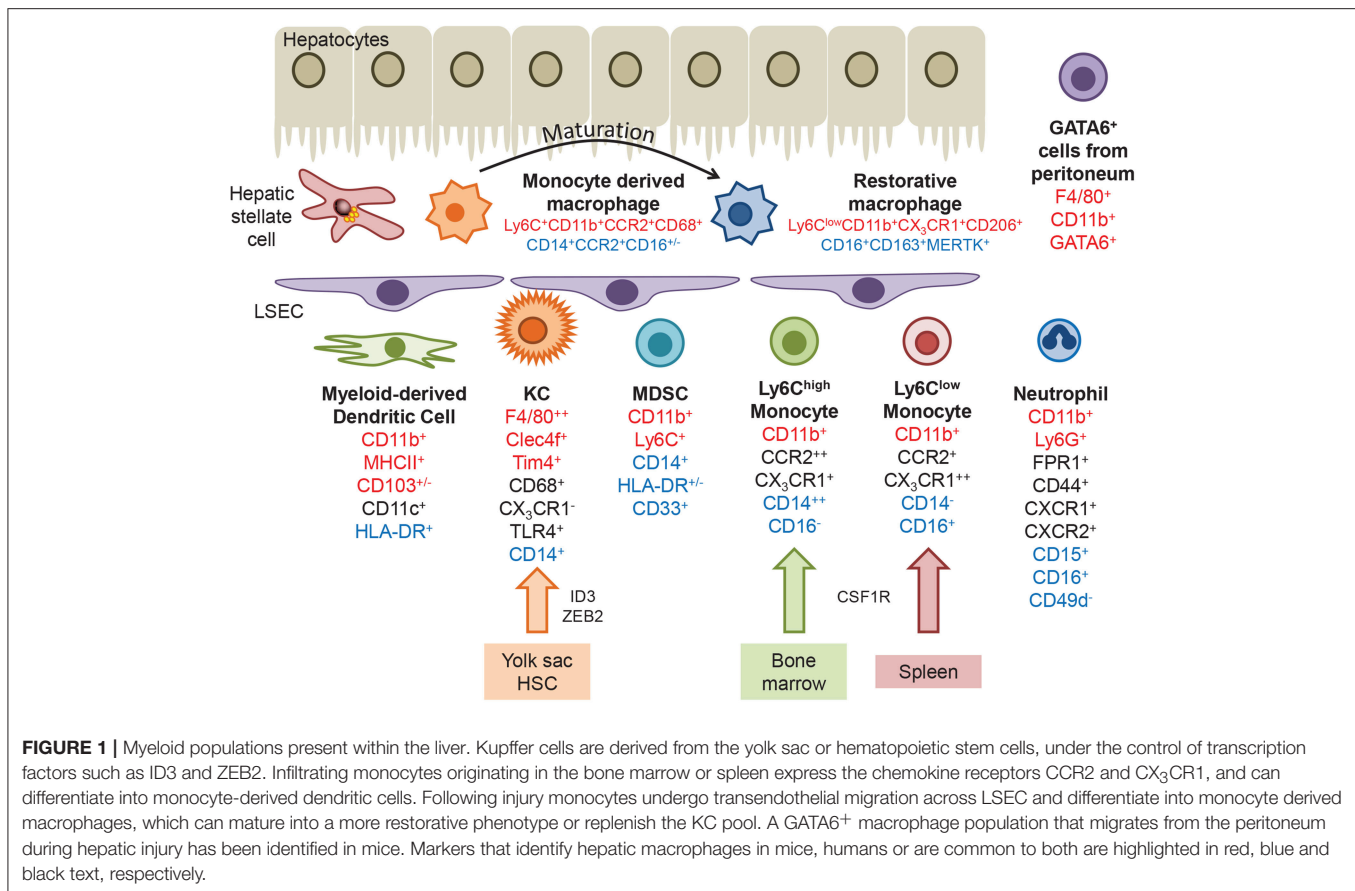 Hepatocytes
Maturation
Hepatic
stellate
cell
Monocyte derived
macrophage
Ly6C⁺CD11b⁺CCR2⁺CD68⁺
CD14⁺CCR2⁺CD16⁺/⁻
Restorative
macrophage
Ly6CˡᵒʷCD11b⁺CX₃CR1⁺CD206⁺
CD16⁺CD163⁺MERTK⁺
GATA6⁺
cells from
peritoneum
F4/80⁺
CD11b⁺
GATA6⁺
LSEC
Myeloid-derived
Dendritic Cell
CD11b⁺
MHCII⁺
CD103⁺/⁻
CD11c⁺
HLA-DR⁺
KC
F4/80⁺⁺
Clec4f⁺
Tim4⁺
CD68⁺
CX₃CR1⁻
TLR4⁺
CD14⁺
MDSC
CD11b⁺
Ly6C⁺
CD14⁺
HLA-DR⁺/⁻
CD33⁺
Ly6Cʰⁱᵍʰ
Monocyte
CD11b⁺
CCR2⁺⁺
CX₃CR1⁺
CD14⁺⁺
CD16⁻
Ly6Cˡᵒʷ
Monocyte
CD11b⁺
CCR2⁺
CX₃CR1⁺⁺
CD14⁻
CD16⁺
Neutrophil
CD11b⁺
Ly6G⁺
FPR1⁺
CD44⁺
CXCR1⁺
CXCR2⁺
CD15⁺
CD16⁺
CD49d⁻
ID3
ZEB2
CSF1R
Yolk sac
HSC
Bone
marrow
Spleen
FIGURE 1 | Myeloid populations present within the liver. Kupffer cells are derived from the yolk sac or hematopoietic stem cells, under the control of transcription
factors such as ID3 and ZEB2. Infiltrating monocytes originating in the bone marrow or spleen express the chemokine receptors CCR2 and CX₃CR1, and can
differentiate into monocyte-derived dendritic cells. Following injury monocytes undergo transendothelial migration across LSEC and differentiate into monocyte derived
macrophages, which can mature into a more restorative phenotype or replenish the KC pool. A GATA6⁺ macrophage population that migrates from the peritoneum
during hepatic injury has been identified in mice. Markers that identify hepatic macrophages in mice, humans or are common to both are highlighted in red, blue and
black text, respectively.